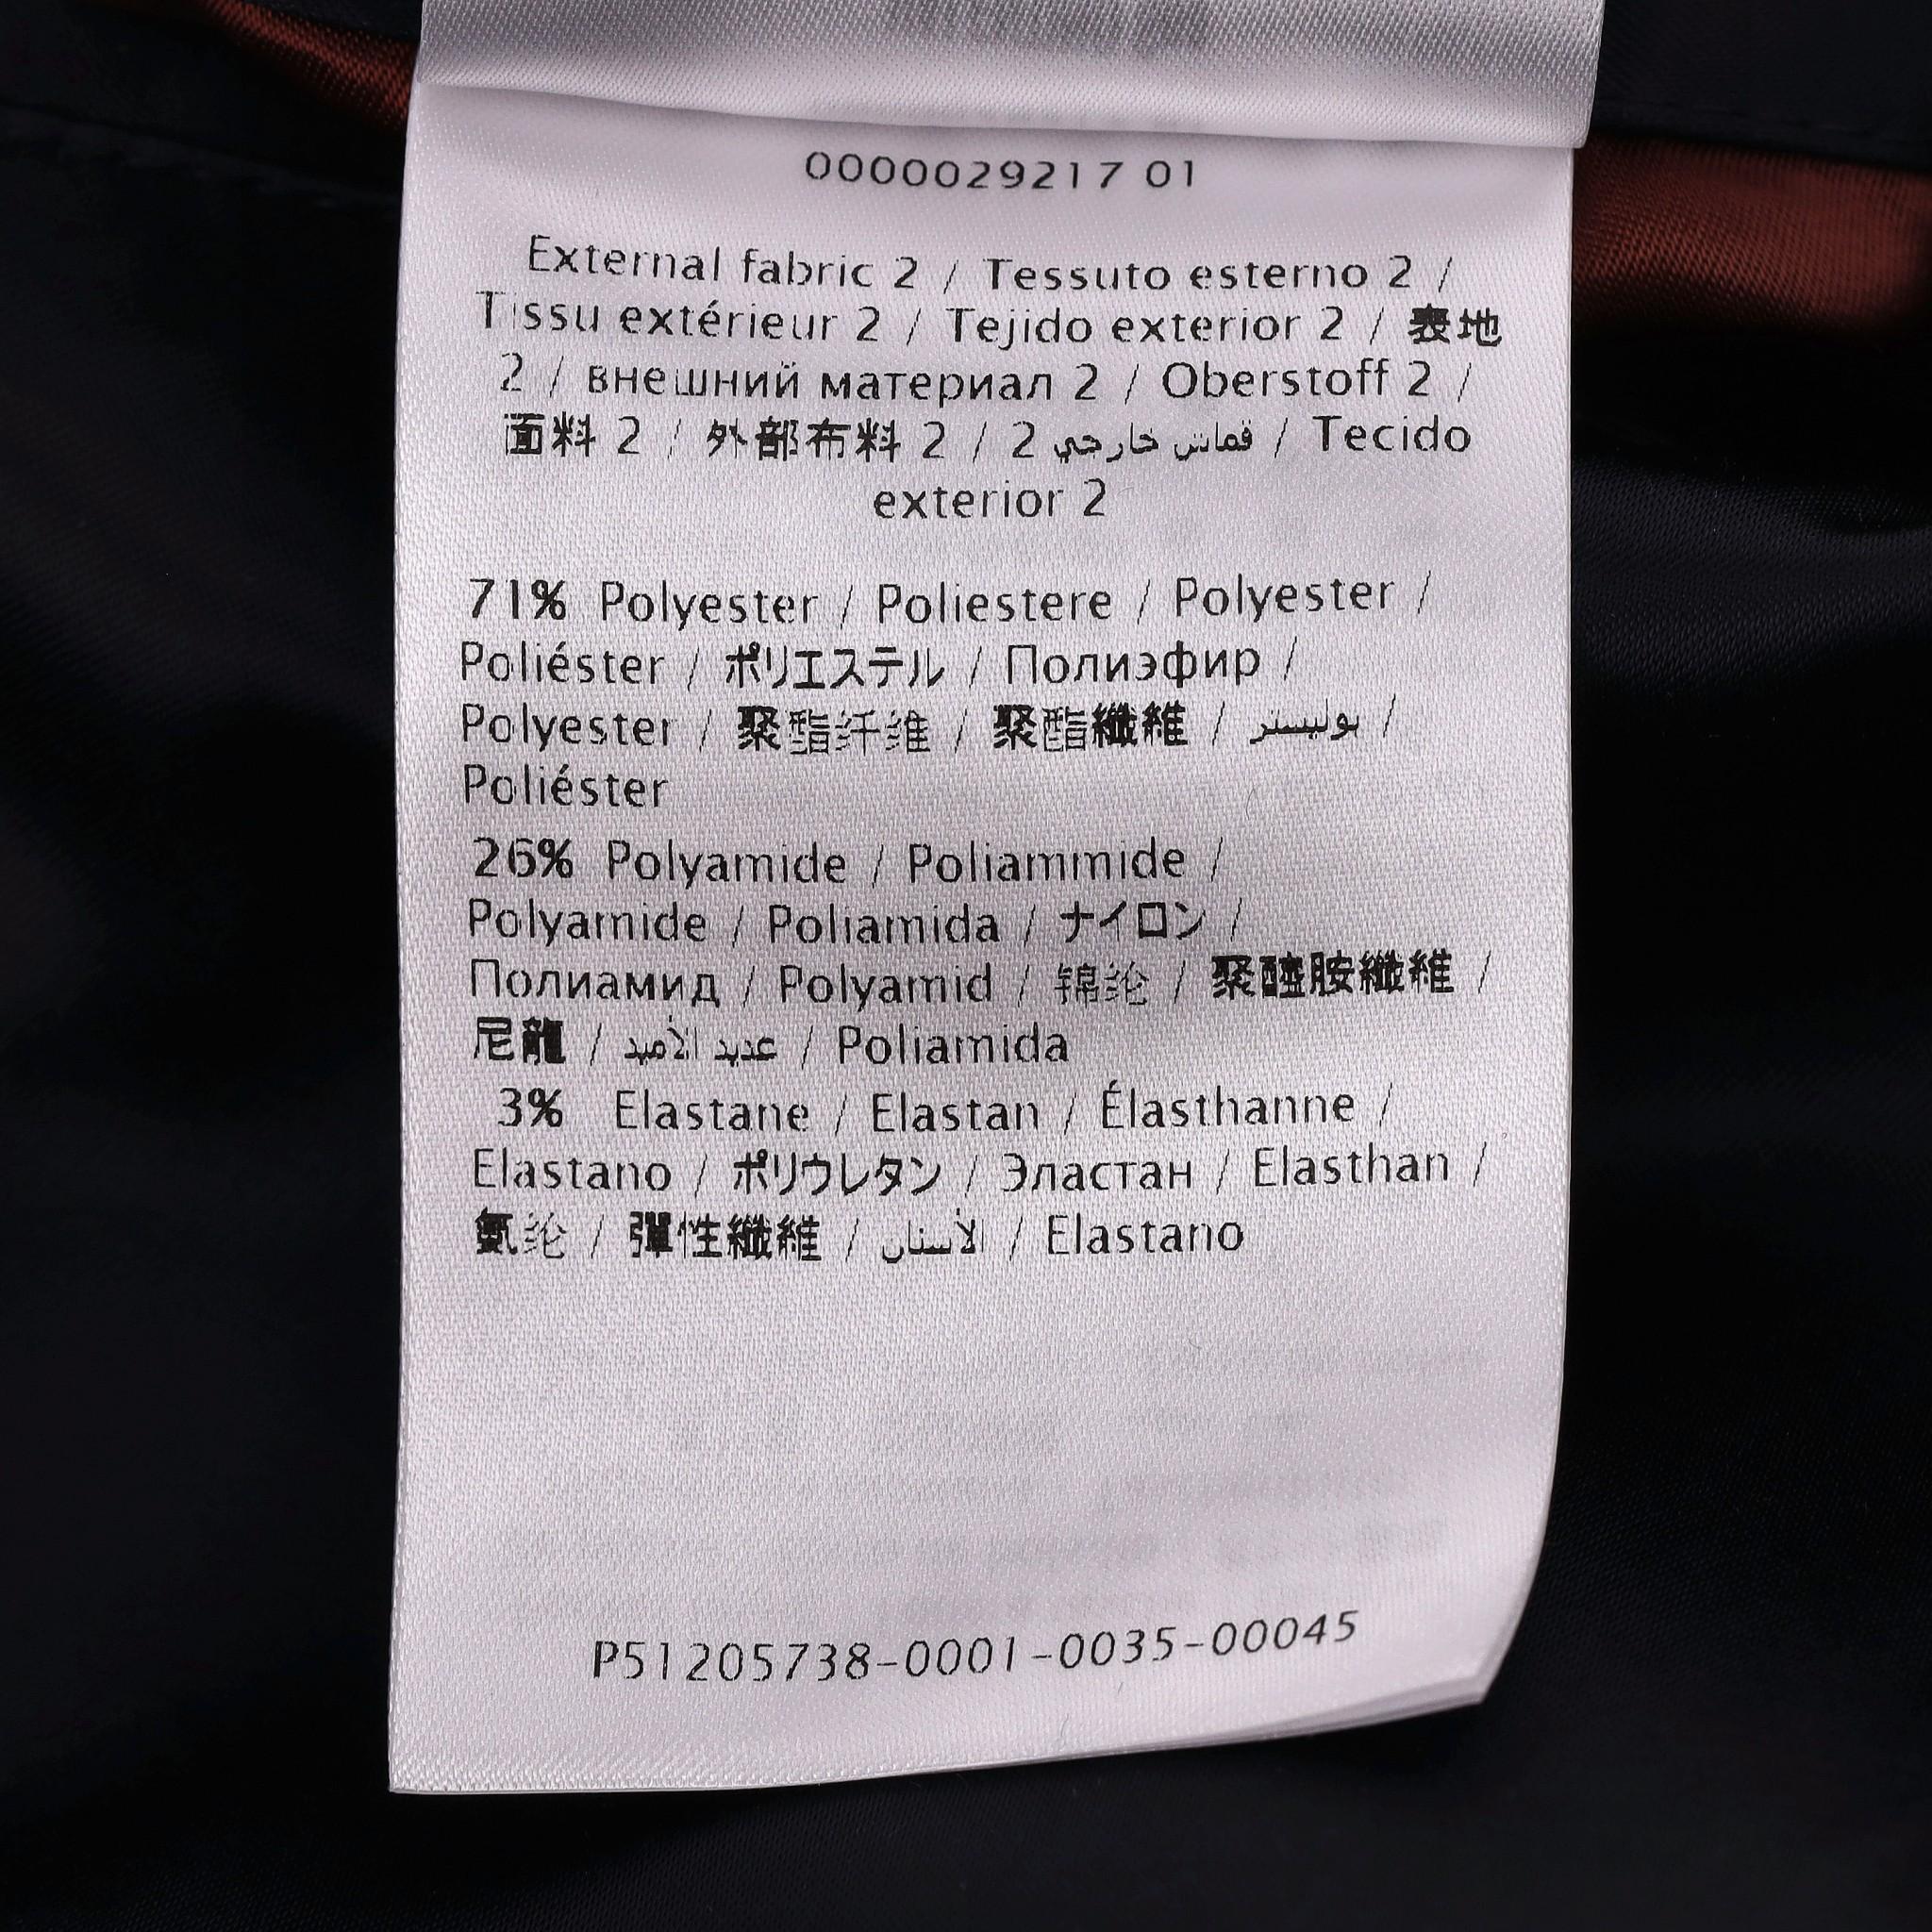 0000029217 01
External fabric 2 / Tessuto esterno 2 /
Tissu extérieur 2 / Tejido exterior 2 / 表地
2 / внешний материал 2 / Oberstoff 2 /
面料 2 / 外部布料 2 / قماش خارجي 2 / Tecido
exterior 2
71% Polyester / Poliestere / Polyester /
Poliéster / ポリエステル / Полиэфир /
Polyester / 聚酯纤维 / 聚酯纖維 / بوليستر /
Poliéster
26% Polyamide / Poliammide /
Polyamide / Poliamida / ナイロン /
Полиамид / Polyamid / 锦纶 / 聚醯胺纖維 /
尼龍 / عديد الأميد / Poliamida
3% Elastane / Elastan / Élasthanne /
Elastano / ポリウレタン / Эластан / Elasthan /
氨纶 / 彈性纖維 / الأستان / Elastano
P51205738-0001-0035-00045